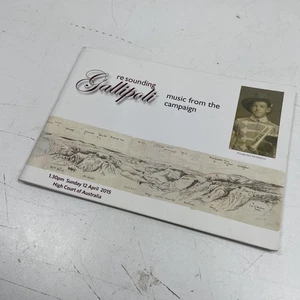 re sounding
Gallipoli
music from the
campaign
1.30pm Sunday 12 April 2015
High Court of Australia